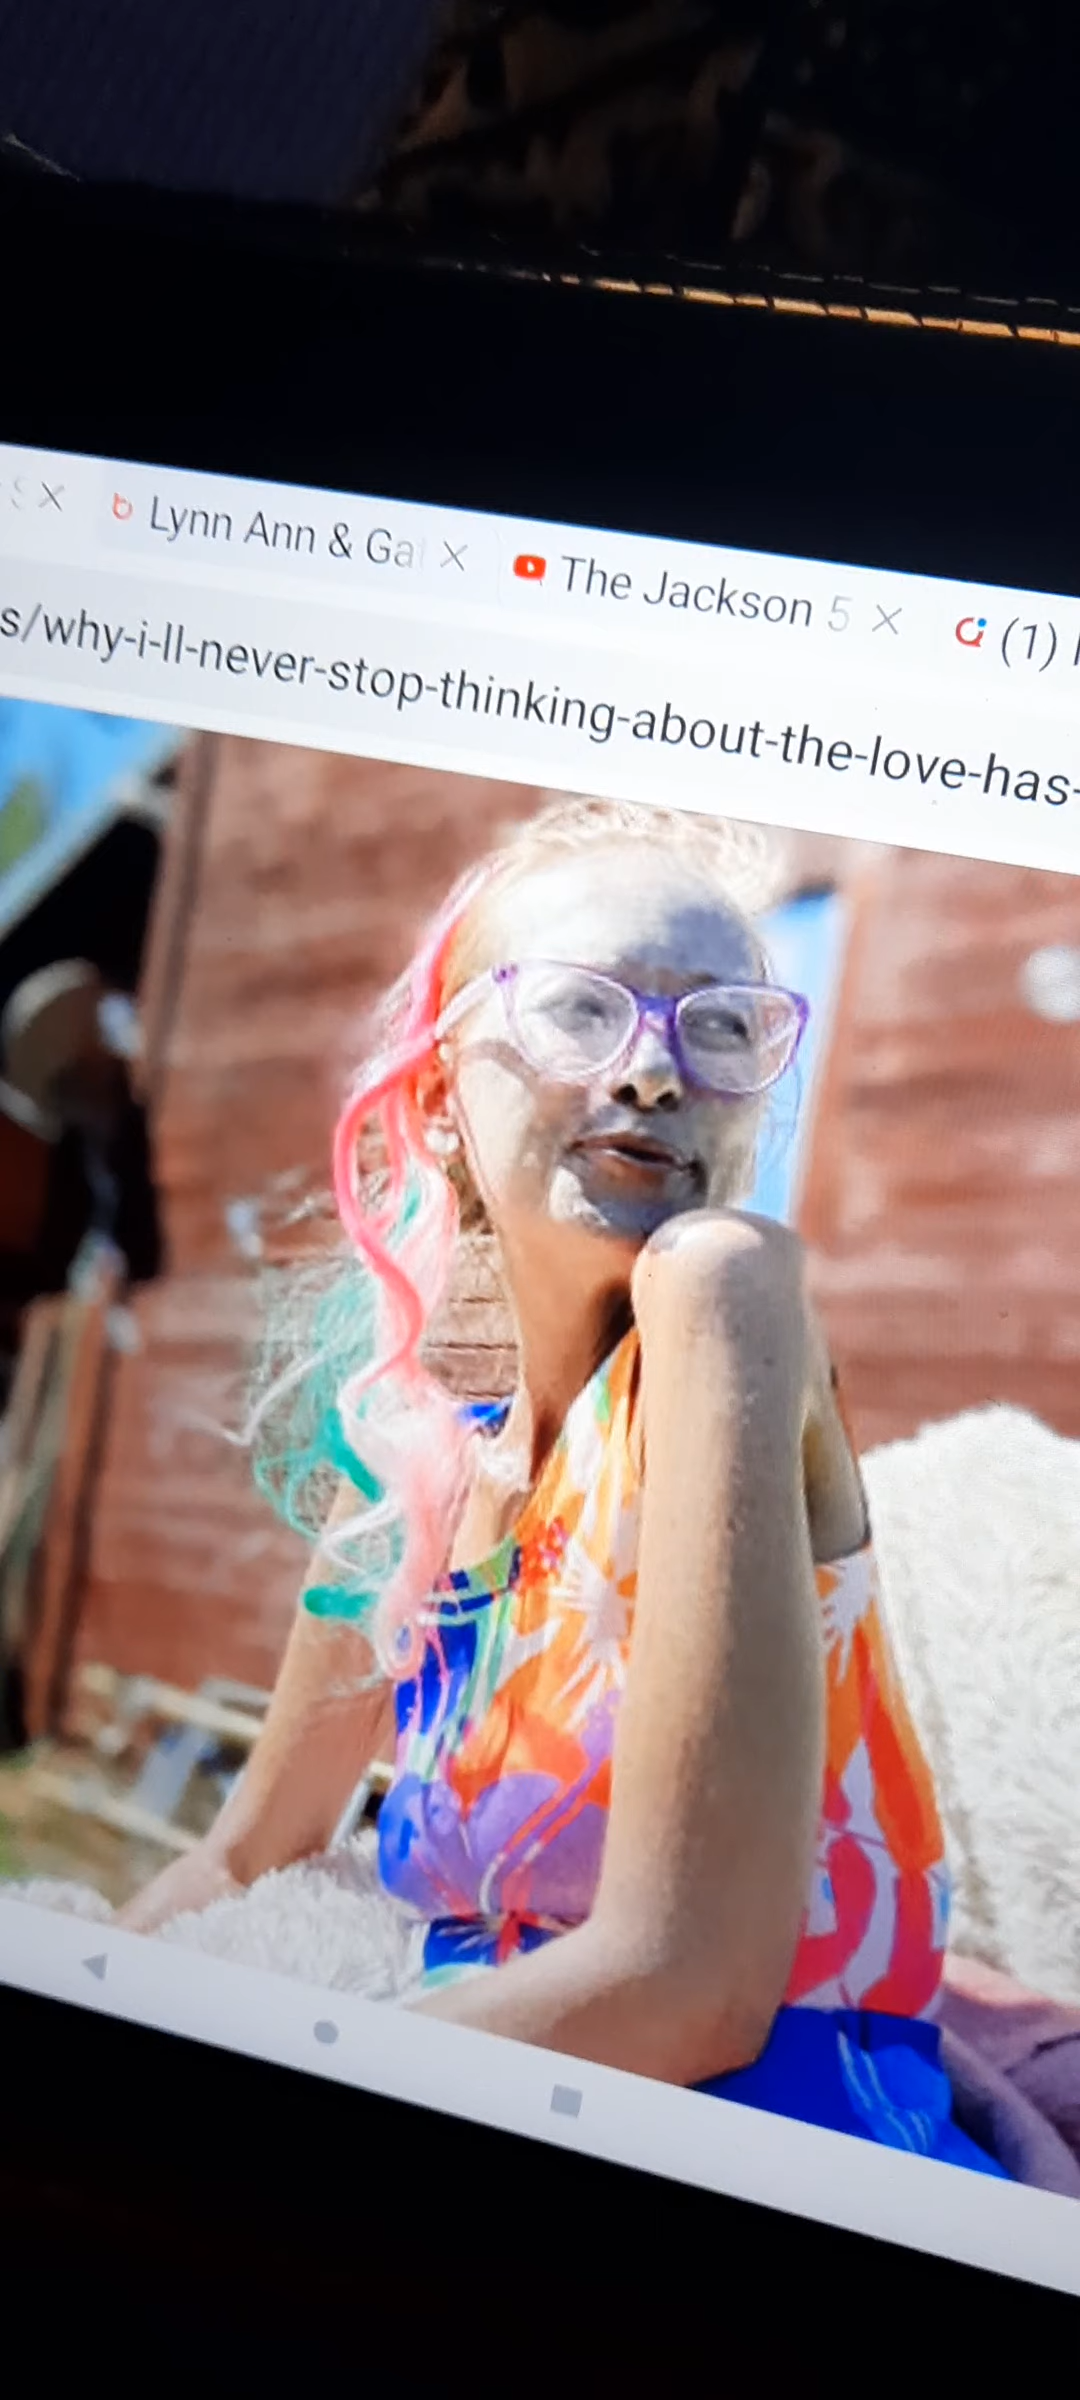 Lynn Ann & Ga
The Jackson 5
(1)
s/why-i-ll-never-stop-thinking-about-the-love-has-